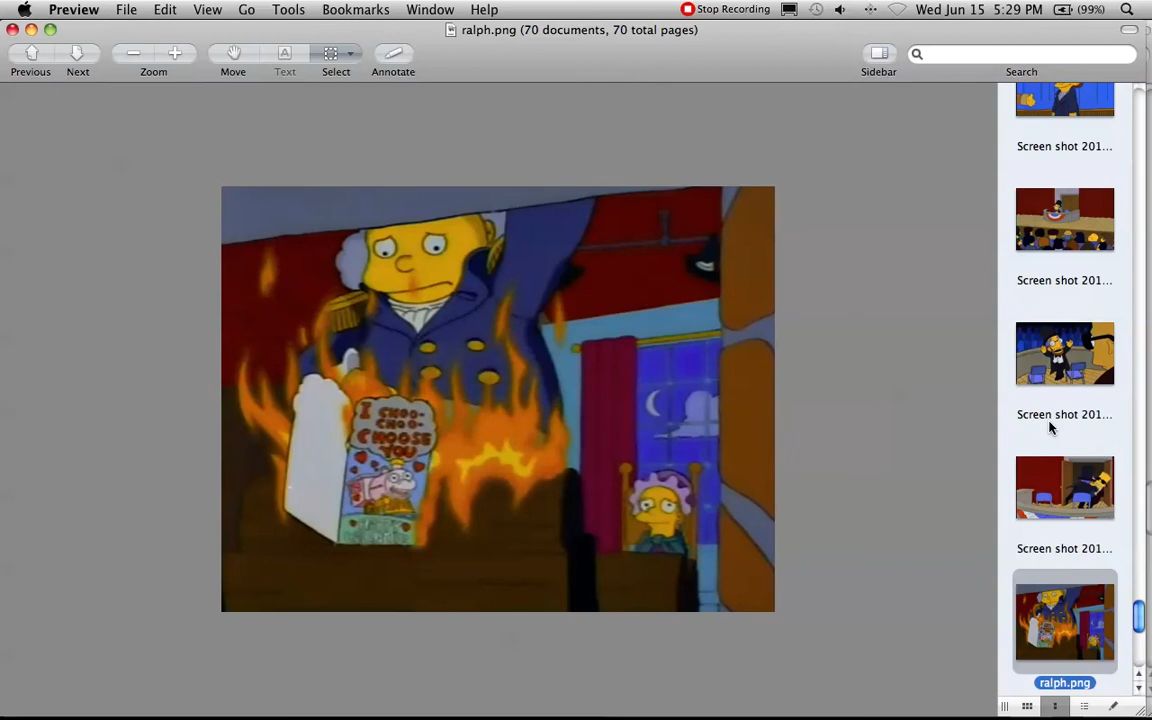 Preview File Edit View Go Tools Bookmarks Window Help Stop Recording Wed Jun 15 5:29 PM (99%)
ralph.png (70 documents, 70 total pages)
Previous Next Zoom Move Text Select Annotate Sidebar Search
Screen shot 201...
Screen shot 201...
Screen shot 201...
I CHOO-
CHOO-
CHOOSE
YOU
Screen shot 201...
ralph.png